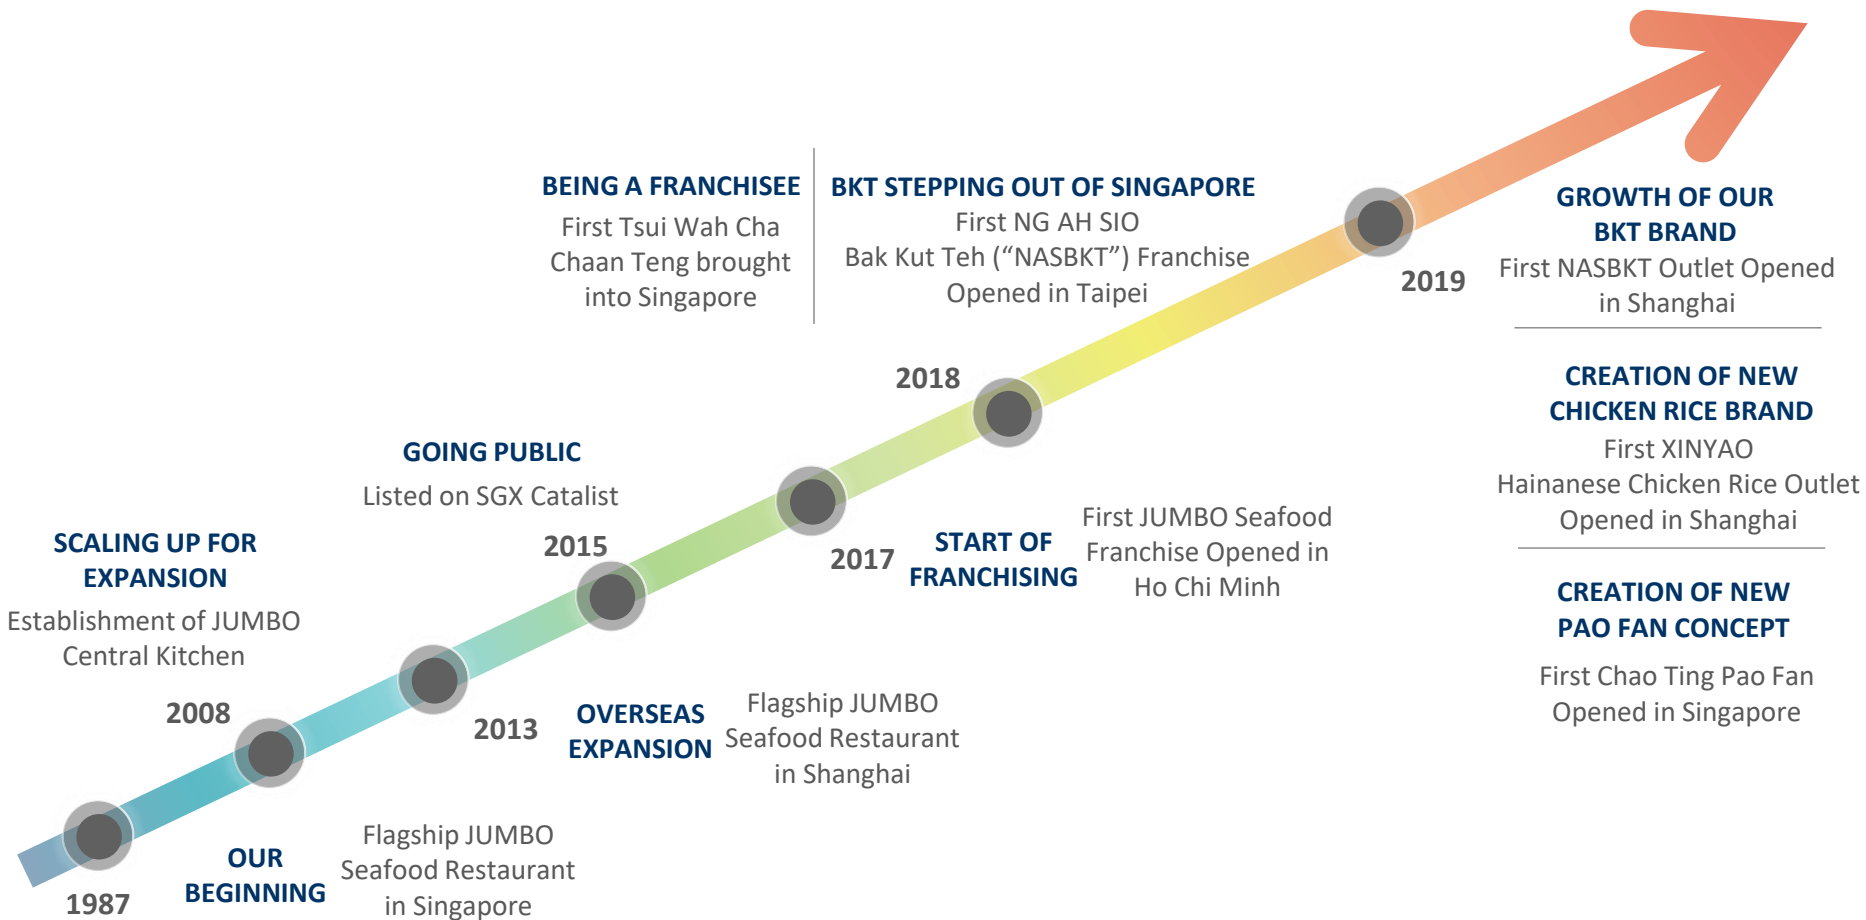 1987
OUR
BEGINNING
Flagship JUMBO
Seafood Restaurant
in Singapore
SCALING UP FOR
EXPANSION
Establishment of JUMBO
Central Kitchen
2008
2013
OVERSEAS
EXPANSION
Flagship JUMBO
Seafood Restaurant
in Shanghai
GOING PUBLIC
Listed on SGX Catalist
2015
2017
START OF
FRANCHISING
First JUMBO Seafood
Franchise Opened in
Ho Chi Minh
BEING A FRANCHISEE
First Tsui Wah Cha
Chaan Teng brought
into Singapore
BKT STEPPING OUT OF SINGAPORE
First NG AH SIO
Bak Kut Teh (“NASBKT”) Franchise
Opened in Taipei
2018
2019
GROWTH OF OUR
BKT BRAND
First NASBKT Outlet Opened
in Shanghai
CREATION OF NEW
CHICKEN RICE BRAND
First XINYAO
Hainanese Chicken Rice Outlet
Opened in Shanghai
CREATION OF NEW
PAO FAN CONCEPT
First Chao Ting Pao Fan
Opened in Singapore